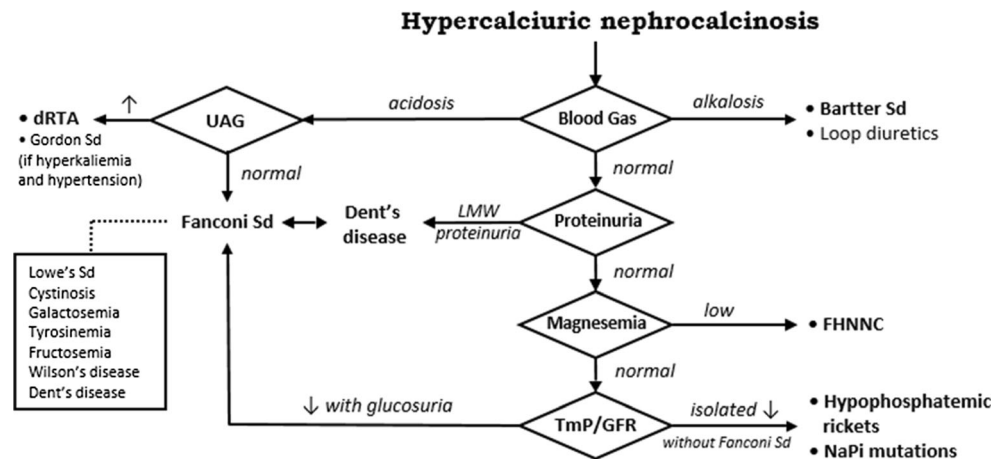 Hypercalciuric nephrocalcinosis
↑
acidosis
alkalosis
• dRTA
• Gordon Sd
(if hyperkaliemia
and hypertension)
UAG
Blood Gas
• Bartter Sd
• Loop diuretics
normal
normal
Fanconi Sd
Dent's
disease
LMW
proteinuria
Proteinuria
normal
Lowe's Sd
Cystinosis
Galactosemia
Tyrosinemia
Fructosemia
Wilson's disease
Dent's disease
Magnesemia
low
• FHNNC
normal
↓ with glucosuria
TmP/GFR
isolated ↓
without Fanconi Sd
• Hypophosphatemic
rickets
• NaPi mutations